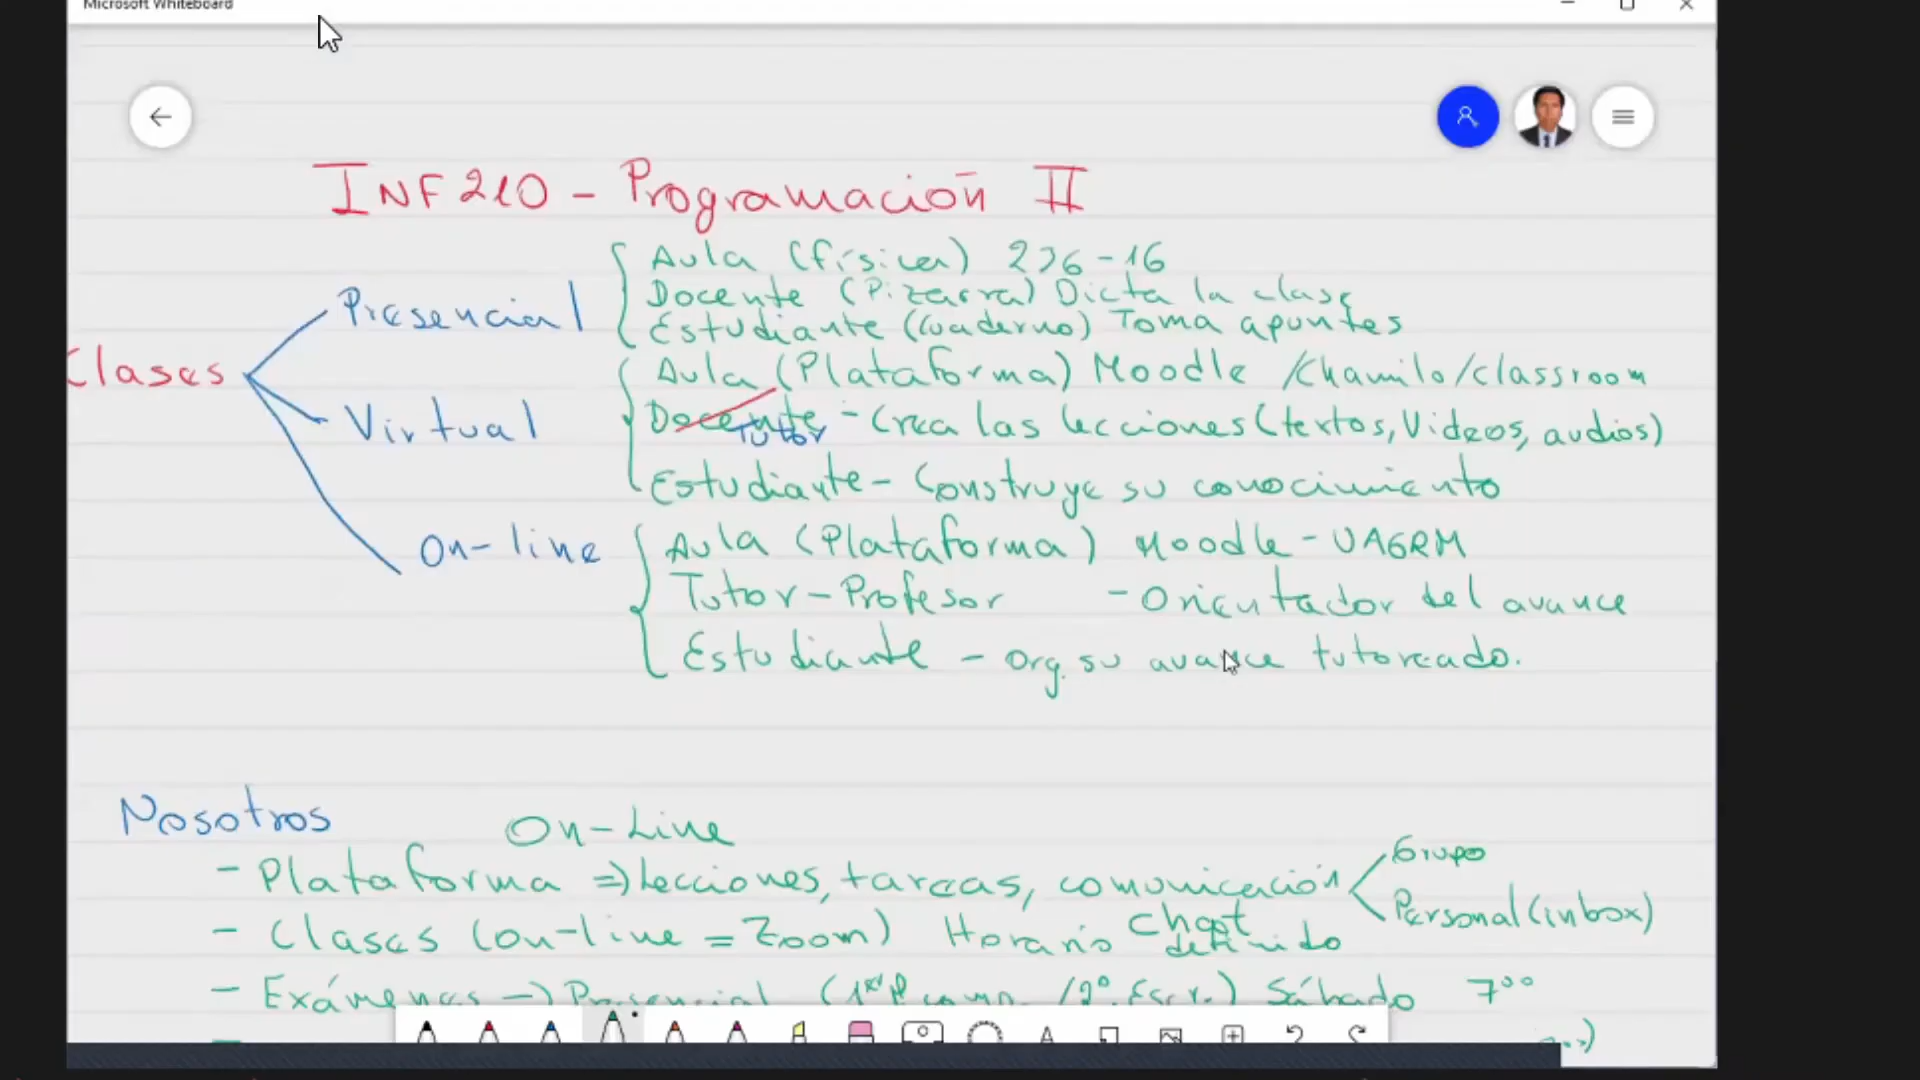 Microsoft Whiteboard
INF210 - Programación II
Clases
Presencial
Aula (física) 236-16
Docente (Pizarra) Dicta la clase
Estudiante (Cuaderno) Toma apuntes
Virtual
Aula (Plataforma) Moodle /Chamilo/classroom
Docente - Crea las lecciones (textos, Videos, audios)
Tutor
Estudiante - Construye su conocimiento
On-line
Aula (Plataforma) Moodle - UAGRM
Tutor - Profesor - Orientador del avance
Estudiante - org. su avance tutoreado.
Nosotros
On-Line
- Plataforma => Lecciones, tareas, comunicación
Grupo
Personal (inbox)
Chat
- Clases (on-line = Zoom) Horario definido
- Exámenes -> Presencial Sábado 7°°